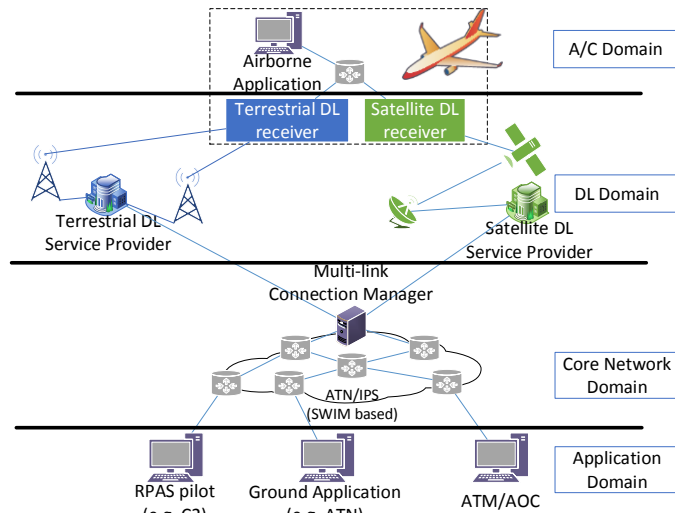 Airborne
Application
A/C Domain
Terrestrial DL
receiver
Satellite DL
receiver
DL Domain
Terrestrial DL
Service Provider
Satellite DL
Service Provider
Multi-link
Connection Manager
Core Network
Domain
ATN/IPS
(SWIM based)
Application
Domain
RPAS pilot
(e.g. C2)
Ground Application
(e.g. ATN)
ATM/AOC